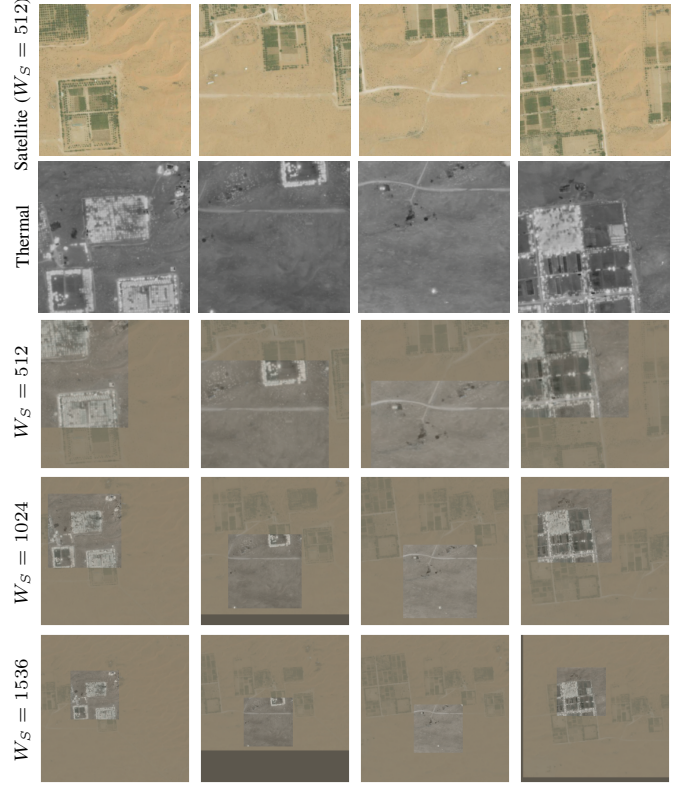 Satellite (W_S = 512)
Thermal
W_S = 512
W_S = 1024
W_S = 1536